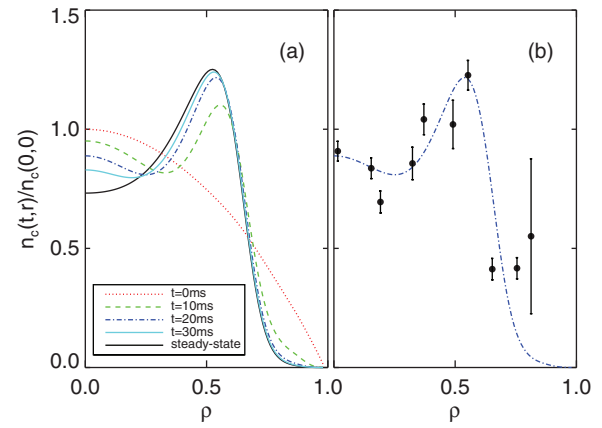 (a)
(b)
n_c(t,r)/n_c(0,0)
1.5
1.0
0.5
0.0
t=0ms
t=10ms
t=20ms
t=30ms
steady-state
0.0 0.5 1.0 0.0 0.5 1.0
ρ ρ